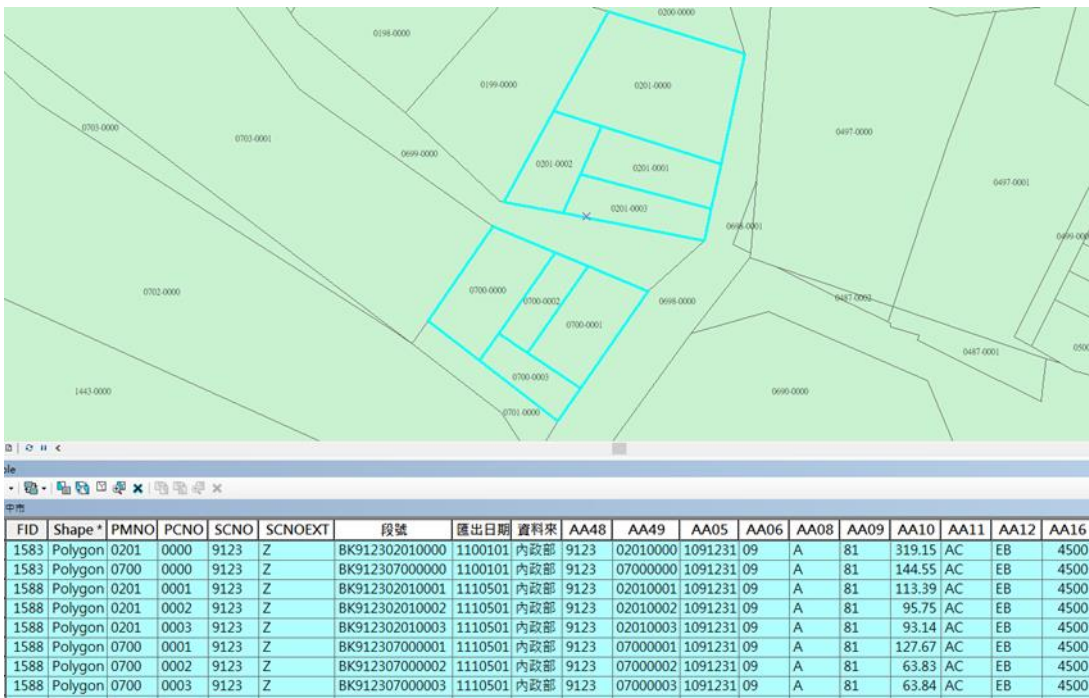 0200-0000
0198-0000
0199-0000
0201-0000
0703-0000
0703-0001
0699-0000
0497-0000
0201-0002
0201-0001
0497-0001
0201-0003
0698-0001
0702-0000
0700-0000
0700-0002
0698-0000
0487-0002
0700-0001
0487-0001
0700-0003
1443-0000
0690-0000
0701-0000
ble
中市
FID Shape * PMNO PCNO SCNO SCNOEXT 段號 匯出日期 資料來 AA48 AA49 AA05 AA06 AA08 AA09 AA10 AA11 AA12 AA16
1583 Polygon 0201 0000 9123 Z BK912302010000 1100101 內政部 9123 02010000 1091231 09 A 81 319.15 AC EB 4500
1583 Polygon 0700 0000 9123 Z BK912307000000 1100101 內政部 9123 07000000 1091231 09 A 81 144.55 AC EB 4500
1588 Polygon 0201 0001 9123 Z BK912302010001 1110501 內政部 9123 02010001 1091231 09 A 81 113.39 AC EB 4500
1588 Polygon 0201 0002 9123 Z BK912302010002 1110501 內政部 9123 02010002 1091231 09 A 81 95.75 AC EB 4500
1588 Polygon 0201 0003 9123 Z BK912302010003 1110501 內政部 9123 02010003 1091231 09 A 81 93.14 AC EB 4500
1588 Polygon 0700 0001 9123 Z BK912307000001 1110501 內政部 9123 07000001 1091231 09 A 81 127.67 AC EB 4500
1588 Polygon 0700 0002 9123 Z BK912307000002 1110501 內政部 9123 07000002 1091231 09 A 81 63.83 AC EB 4500
1588 Polygon 0700 0003 9123 Z BK912307000003 1110501 內政部 9123 07000003 1091231 09 A 81 63.84 AC EB 4500